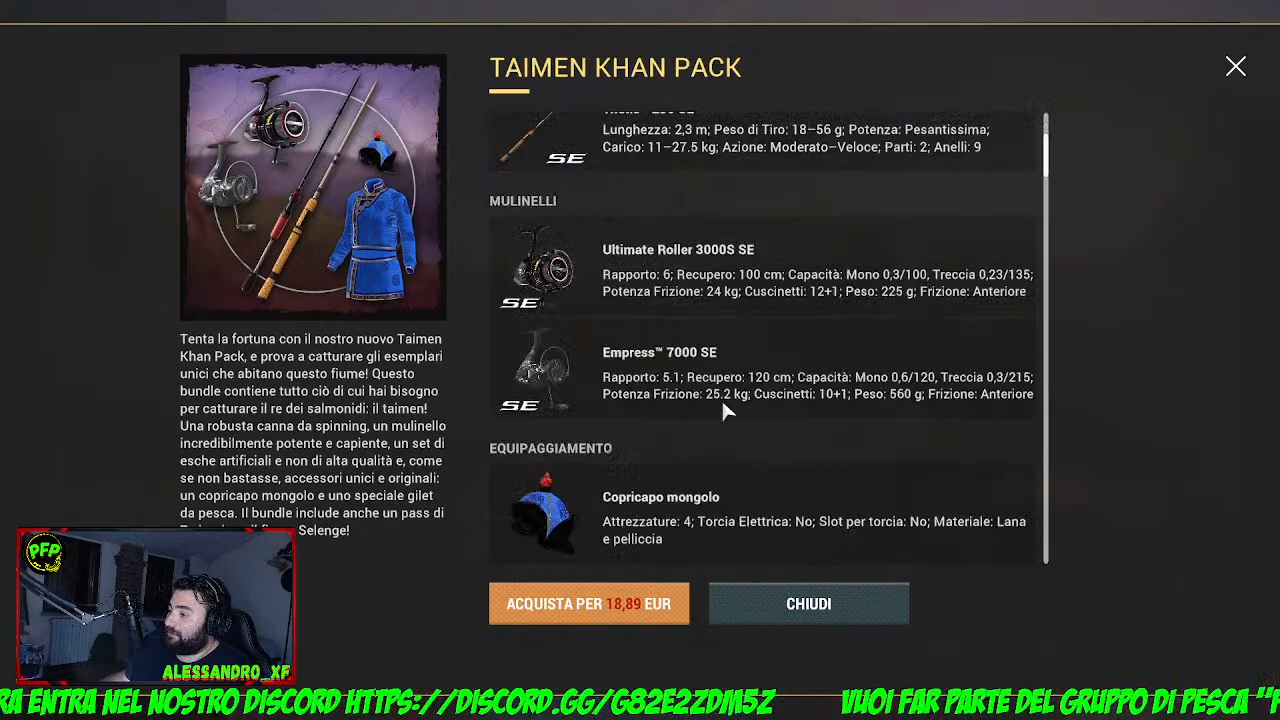 TAIMEN KHAN PACK
Lunghezza: 2,3 m; Peso di Tiro: 18–56 g; Potenza: Pesantissima;
Carico: 11–27.5 kg; Azione: Moderato–Veloce; Parti: 2; Anelli: 9
SE
MULINELLI
Ultimate Roller 3000S SE
Rapporto: 6; Recupero: 100 cm; Capacità: Mono 0,3/100, Treccia 0,23/135;
Potenza Frizione: 24 kg; Cuscinetti: 12+1; Peso: 225 g; Frizione: Anteriore
SE
Empress™ 7000 SE
Rapporto: 5.1; Recupero: 120 cm; Capacità: Mono 0,6/120, Treccia 0,3/215;
Potenza Frizione: 25.2 kg; Cuscinetti: 10+1; Peso: 560 g; Frizione: Anteriore
SE
EQUIPAGGIAMENTO
Copricapo mongolo
Attrezzature: 4; Torcia Elettrica: No; Slot per torcia: No; Materiale: Lana
e pelliccia
Tenta la fortuna con il nostro nuovo Taimen
Khan Pack, e prova a catturare gli esemplari
unici che abitano questo fiume! Questo
bundle contiene tutto ciò di cui hai bisogno
per catturare il re dei salmonidi: il taimen!
Una robusta canna da spinning, un mulinello
incredibilmente potente e capiente, un set di
esche artificiali e non di alta qualità e, come
se non bastasse, accessori unici e originali:
un copricapo mongolo e uno speciale gilet
da pesca. Il bundle include anche un pass di
Selenge!
ACQUISTA PER 18,89 EUR
CHIUDI
PFP
ALESSANDRO_XF
RA ENTRA NEL NOSTRO DISCORD HTTPS://DISCORD.GG/G82E2ZDM5Z VUOI FAR PARTE DEL GRUPPO DI PESCA